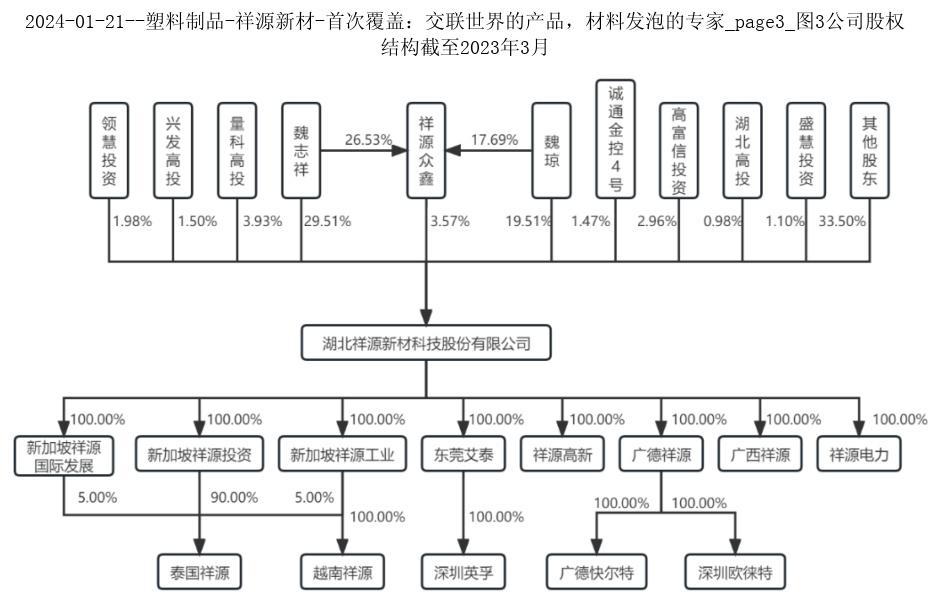 2024-01-21--塑料制品-祥源新材-首次覆盖：交联世界的产品，材料发泡的专家_page3_图3公司股权
结构截至2023年3月
领慧投资
兴发高投
量科高投
魏志祥
26.53%
祥源众鑫
17.69%
魏琼
诚通金控4号
高富信投资
湖北高投
盛慧投资
其他股东
1.98%
1.50%
3.93%
29.51%
3.57%
19.51%
1.47%
2.96%
0.98%
1.10%
33.50%
湖北祥源新材科技股份有限公司
100.00%
100.00%
100.00%
100.00%
100.00%
100.00%
100.00%
100.00%
新加坡祥源
国际发展
新加坡祥源投资
新加坡祥源工业
东莞艾泰
祥源高新
广德祥源
广西祥源
祥源电力
5.00%
90.00%
5.00%
100.00%
100.00%
100.00%
100.00%
泰国祥源
越南祥源
深圳英孚
广德快尔特
深圳欧徕特